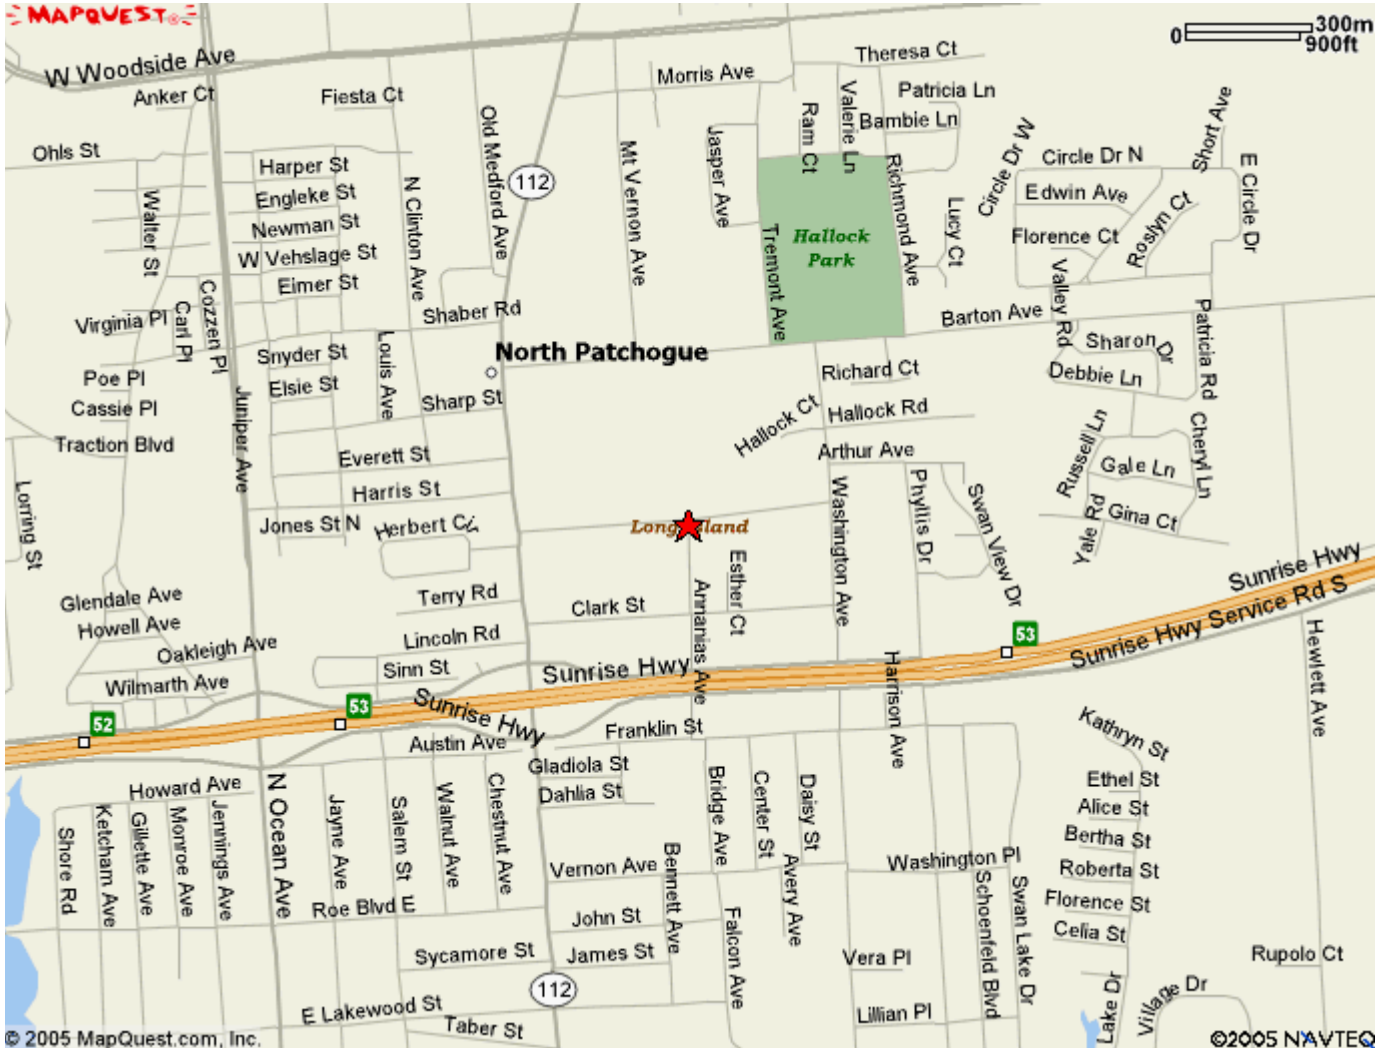 MAPQUEST®
300m
0
900ft
W Woodside Ave
Theresa Ct
Morris Ave
Anker Ct
Fiesta Ct
Patricia Ln
Valerie Ln
Ram Ct
Bambie Ln
Short Ave
Old Medford Ave
Jasper Ave
Circle Dr W
Ohls St
Harper St
Mt Vernon Ave
Circle Dr N
E Circle Dr
112
Richmond Ave
Engleke St
N Clinton Ave
Edwin Ave
Walter St
Lucy Ct
Roslyn Ct
Newman St
Tremont Ave
Hallock
Park
Florence Ct
W Vehslage St
Eimer St
Cozzen Pl
Valley Rd
Shaber Rd
Barton Ave
Virginia Pl
Carl Pl
Patricia Rd
Louis Ave
Snyder St
North Patchogue
Sharon Dr
Poe Pl
Richard Ct
Debbie Ln
Elsie St
Juniper Ave
Sharp St
Cassie Pl
Hallock Ct
Hallock Rd
Traction Blvd
Russell Ln
Cheryl Ln
Everett St
Arthur Ave
Gale Ln
Lorring St
Harris St
Washington Ave
Phyllis Dr
Swan View Dr
Jones St N
Herbert Ci
Yale Rd
Gina Ct
Esther Ct
Sunrise Hwy
Glendale Ave
Terry Rd
Clark St
Annanias Ave
Howell Ave
Lincoln Rd
53
Sunrise Hwy Service Rd S
Hewlett Ave
Oakleigh Ave
Sinn St
Sunrise Hwy
Harrison Ave
Wilmarth Ave
52
53
Sunrise Hwy
Franklin St
Kathryn St
Austin Ave
Gladiola St
Howard Ave
N Ocean Ave
Dahlia St
Bridge Ave
Center St
Daisy St
Ethel St
Shore Rd
Ketcham Ave
Gillette Ave
Monroe Ave
Jennings Ave
Jayne Ave
Salem St
Walnut Ave
Chestnut Ave
Alice St
Bertha St
Vernon Ave
Bennett Ave
Avery Ave
Washington Pl
Roberta St
Schoenfeld Blvd
Swan Lake Dr
Roe Blvd E
John St
Falcon Ave
Florence St
Celia St
Sycamore St
James St
Vera Pl
Rupolo Ct
112
E Lakewood St
Lake Dr
Village Dr
Lillian Pl
Taber St
© 2005 MapQuest.com, Inc.
©2005 NAVTEQ